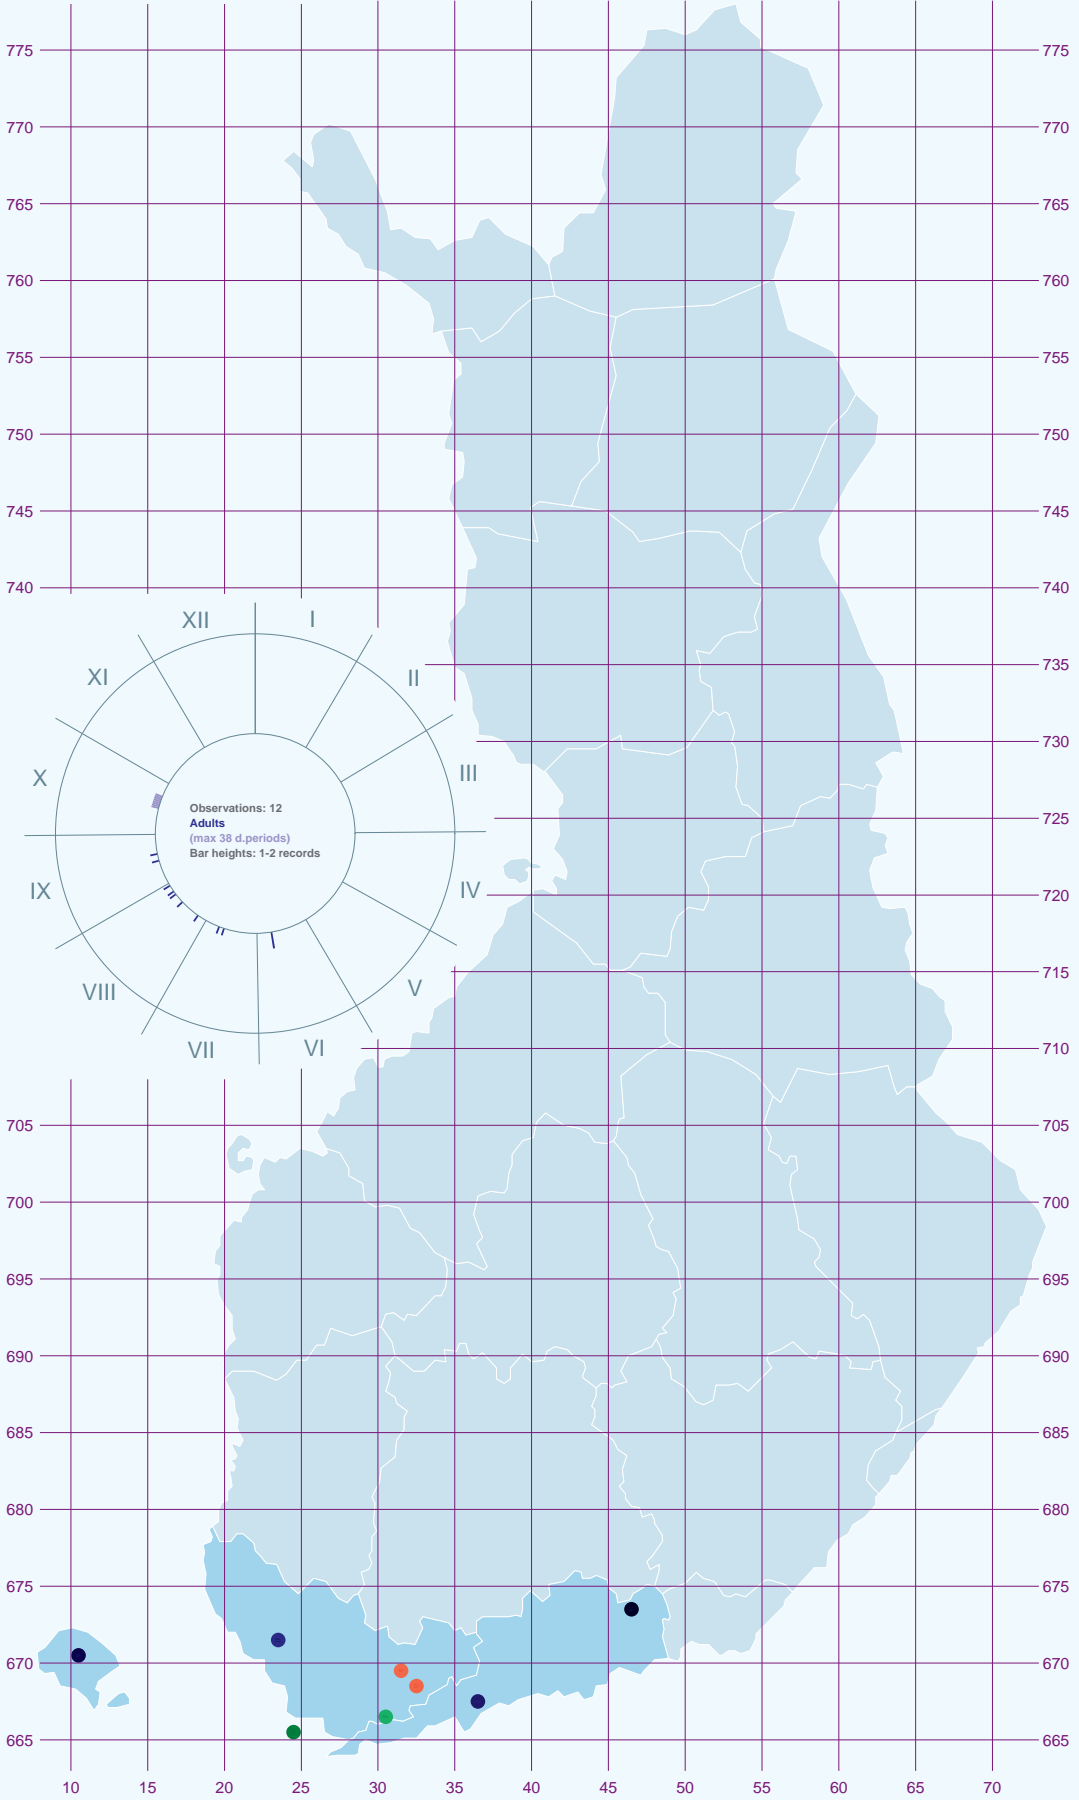 775 775
770 770
765 765
760 760
755 755
750 750
745 745
740 740
XII I
XI II
735
730
X III
725
Observations: 12
Adults
(max 38 d.periods)
Bar heights: 1-2 records
IX IV
720
VIII V
715
VII VI
710
705 705
700 700
695 695
690 690
685 685
680 680
675 675
670 670
665 665
10 15 20 25 30 35 40 45 50 55 60 65 70